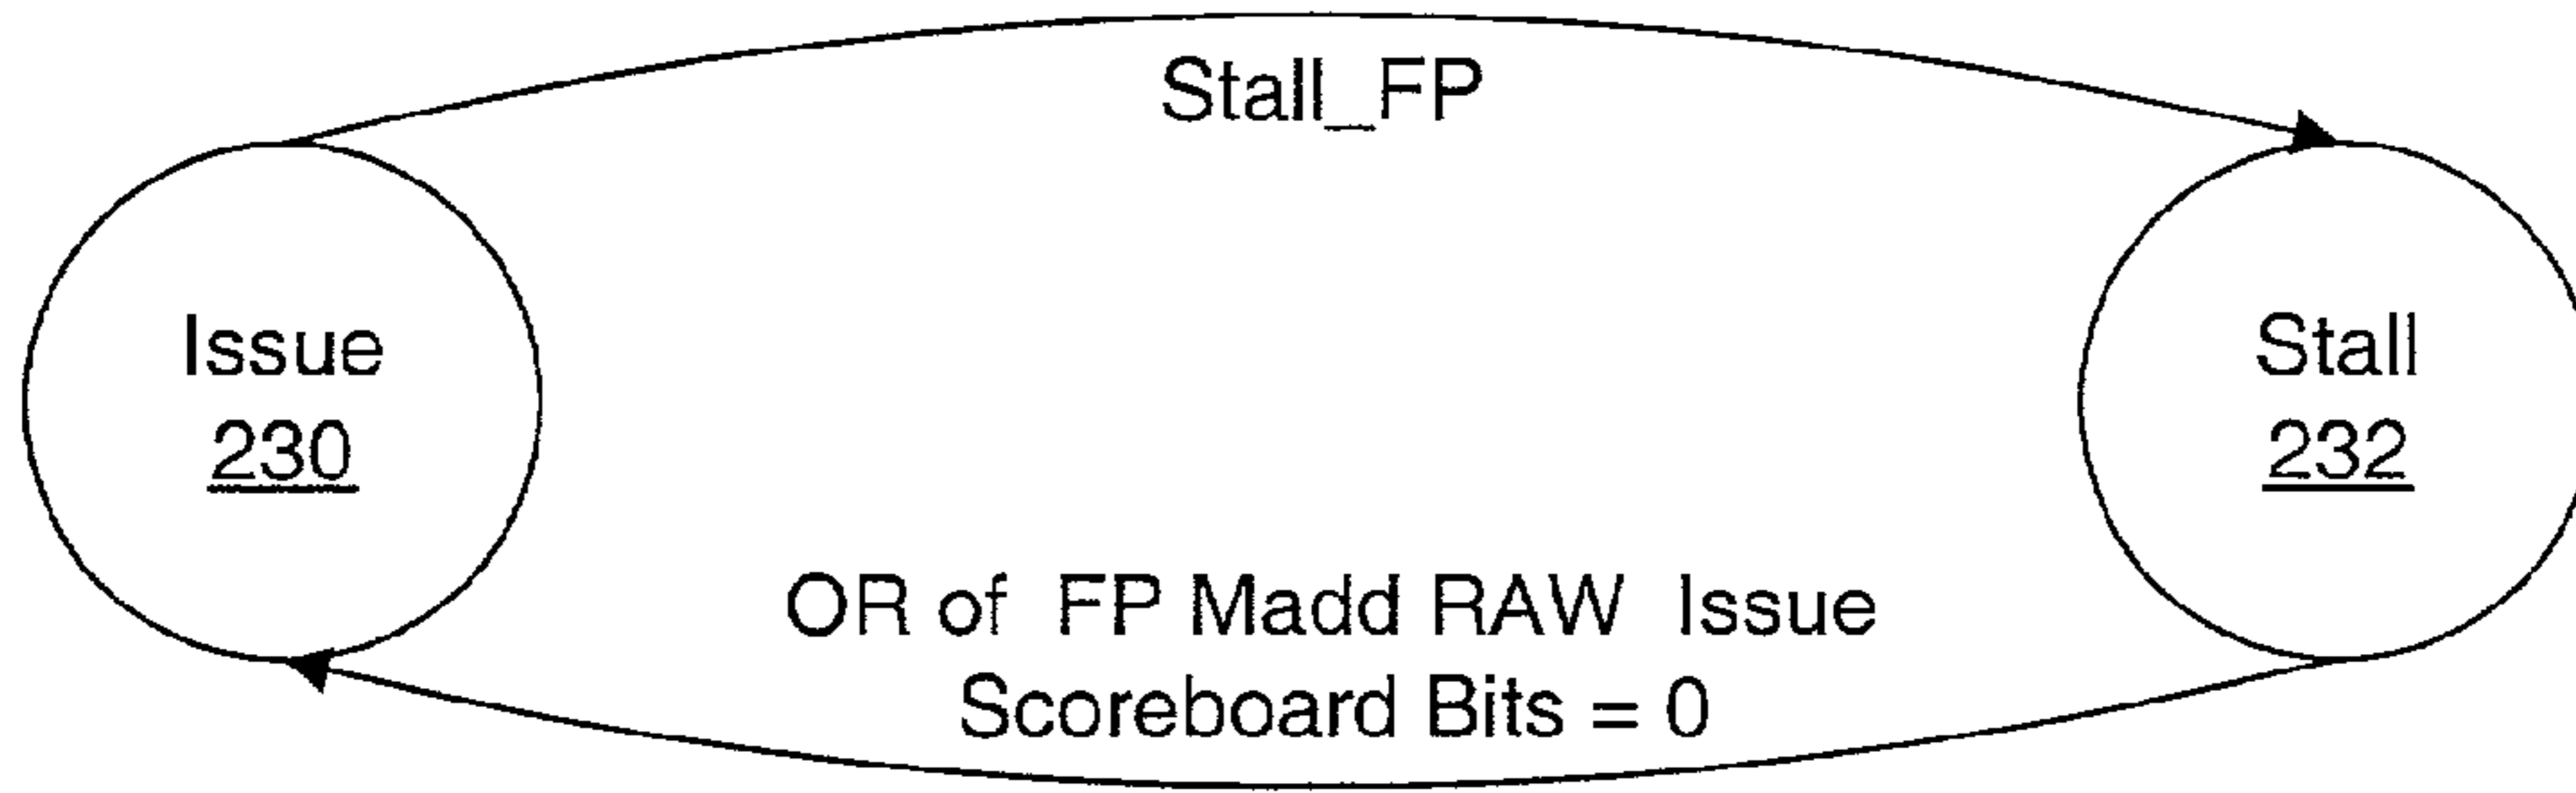 Stall_FP
Issue
230
Stall
232
OR of FP Madd RAW Issue
Scoreboard Bits = 0